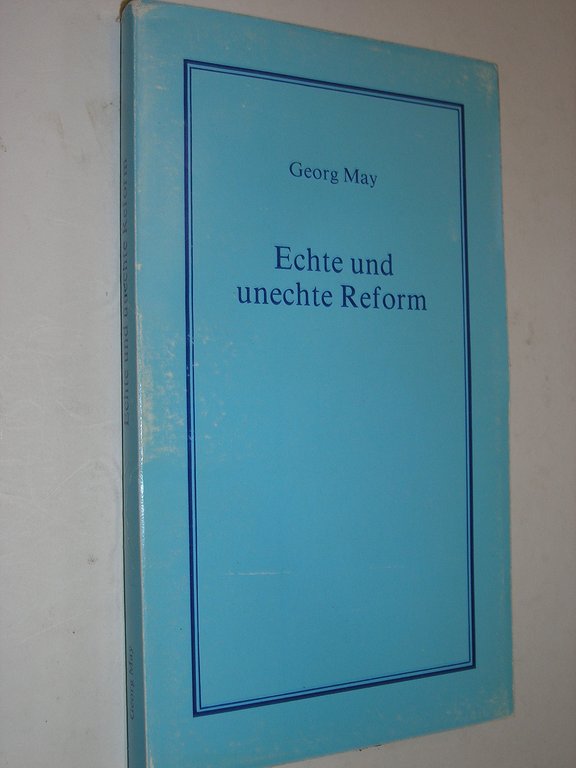 Georg May
Echte und
unechte Reform
Echte und unechte Reform
Georg May